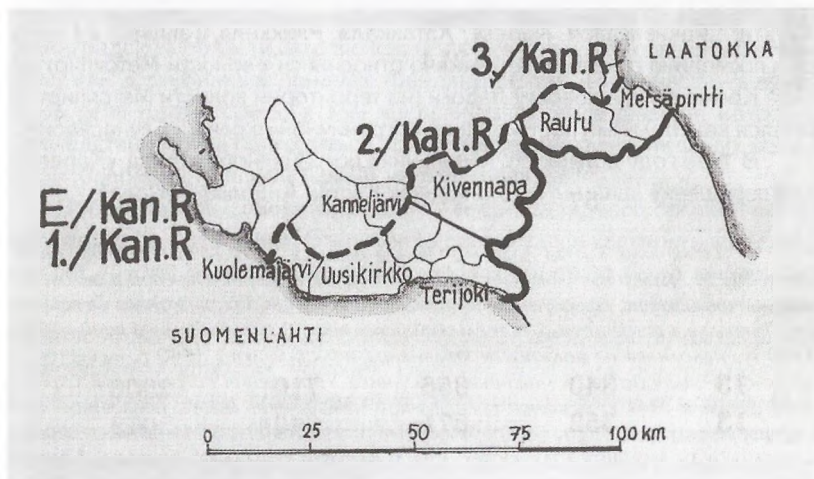 LAATOKKA
3./Kan.R
Metsäpirtti
Rautu
2./Kan.R
Kivennapa
Kanneljärvi
E/Kan.R
1./Kan.R
Kuolemajärvi
Uusikirkko
Terijoki
SUOMENLAHTI
0 25 50 75 100 km